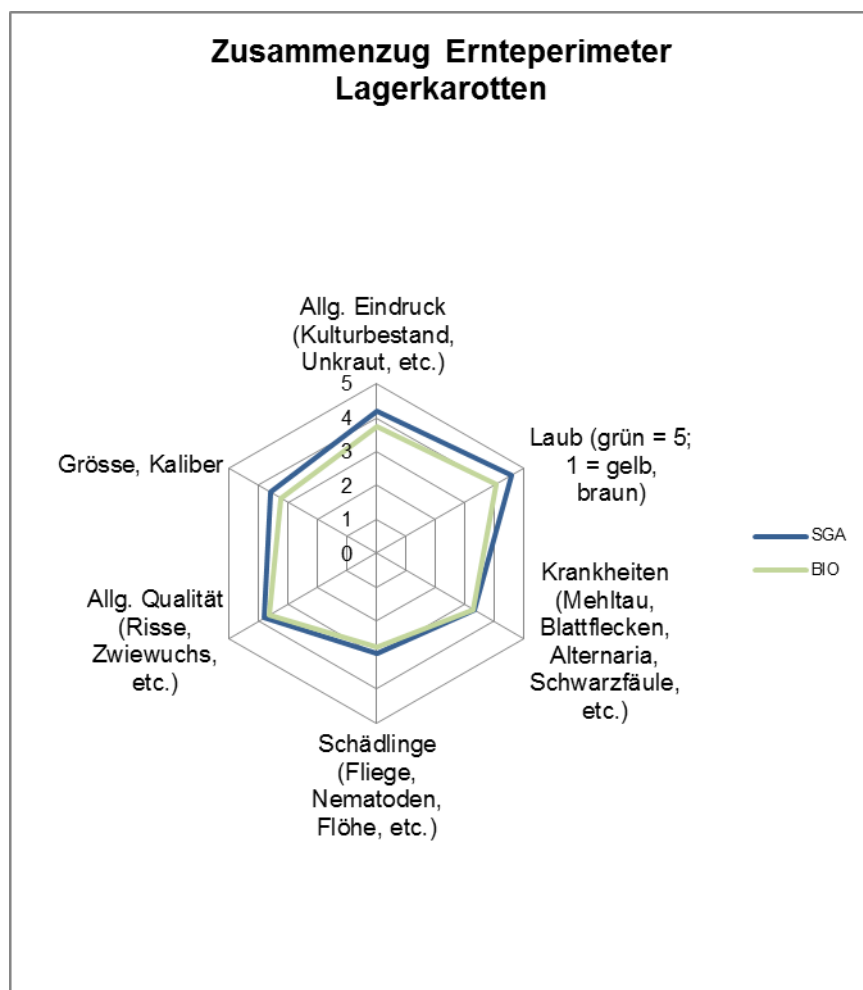 Zusammenzug Ernteperimeter
Lagerkarotten
Allg. Eindruck
(Kulturbestand,
Unkraut, etc.)
5
4
3
2
1
0
Laub (grün = 5;
1 = gelb,
braun)
Krankheiten
(Mehltau,
Blattflecken,
Alternaria,
Schwarzfäule,
etc.)
Schädlinge
(Fliege,
Nematoden,
Flöhe, etc.)
Allg. Qualität
(Risse,
Zwiewuchs,
etc.)
Grösse, Kaliber
SGA
BIO